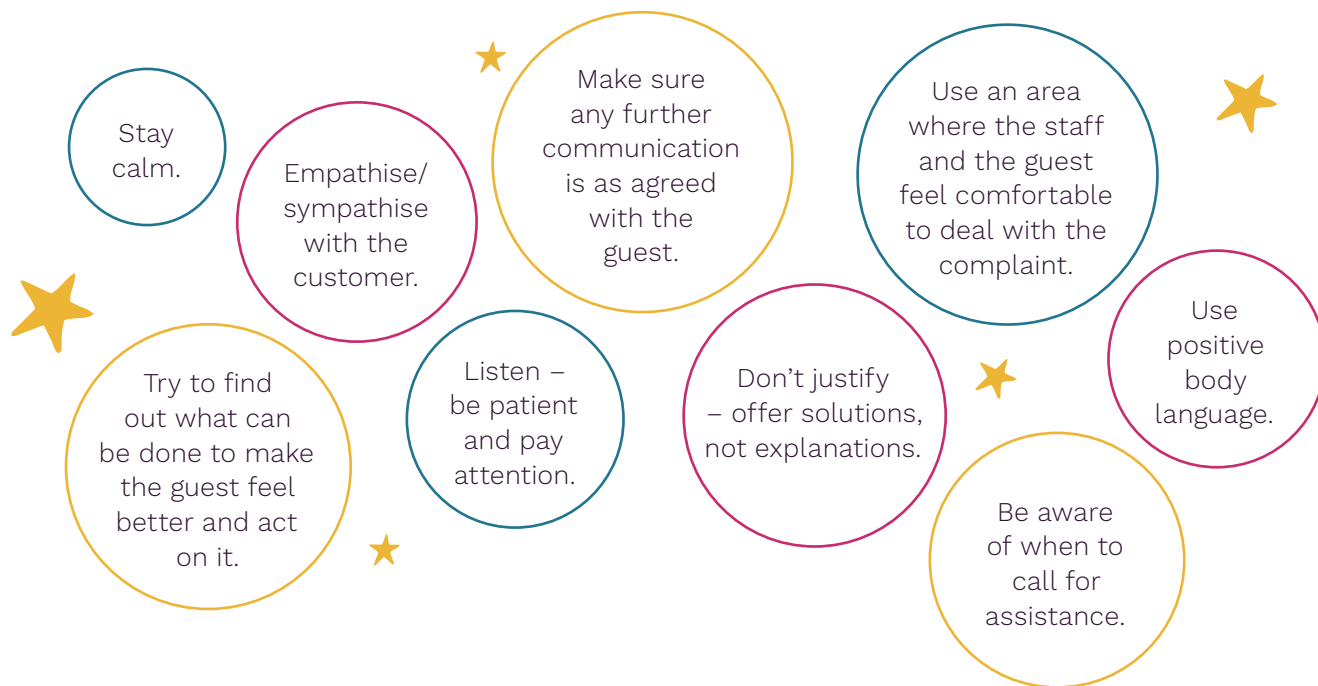 Stay
calm.
Empathise/
sympathise
with the
customer.
Make sure
any further
communication
is as agreed
with the
guest.
Use an area
where the staff
and the guest
feel comfortable
to deal with the
complaint.
Try to find
out what can
be done to make
the guest feel
better and act
on it.
Listen –
be patient
and pay
attention.
Don’t justify
– offer solutions,
not explanations.
Use
positive
body
language.
Be aware
of when to
call for
assistance.